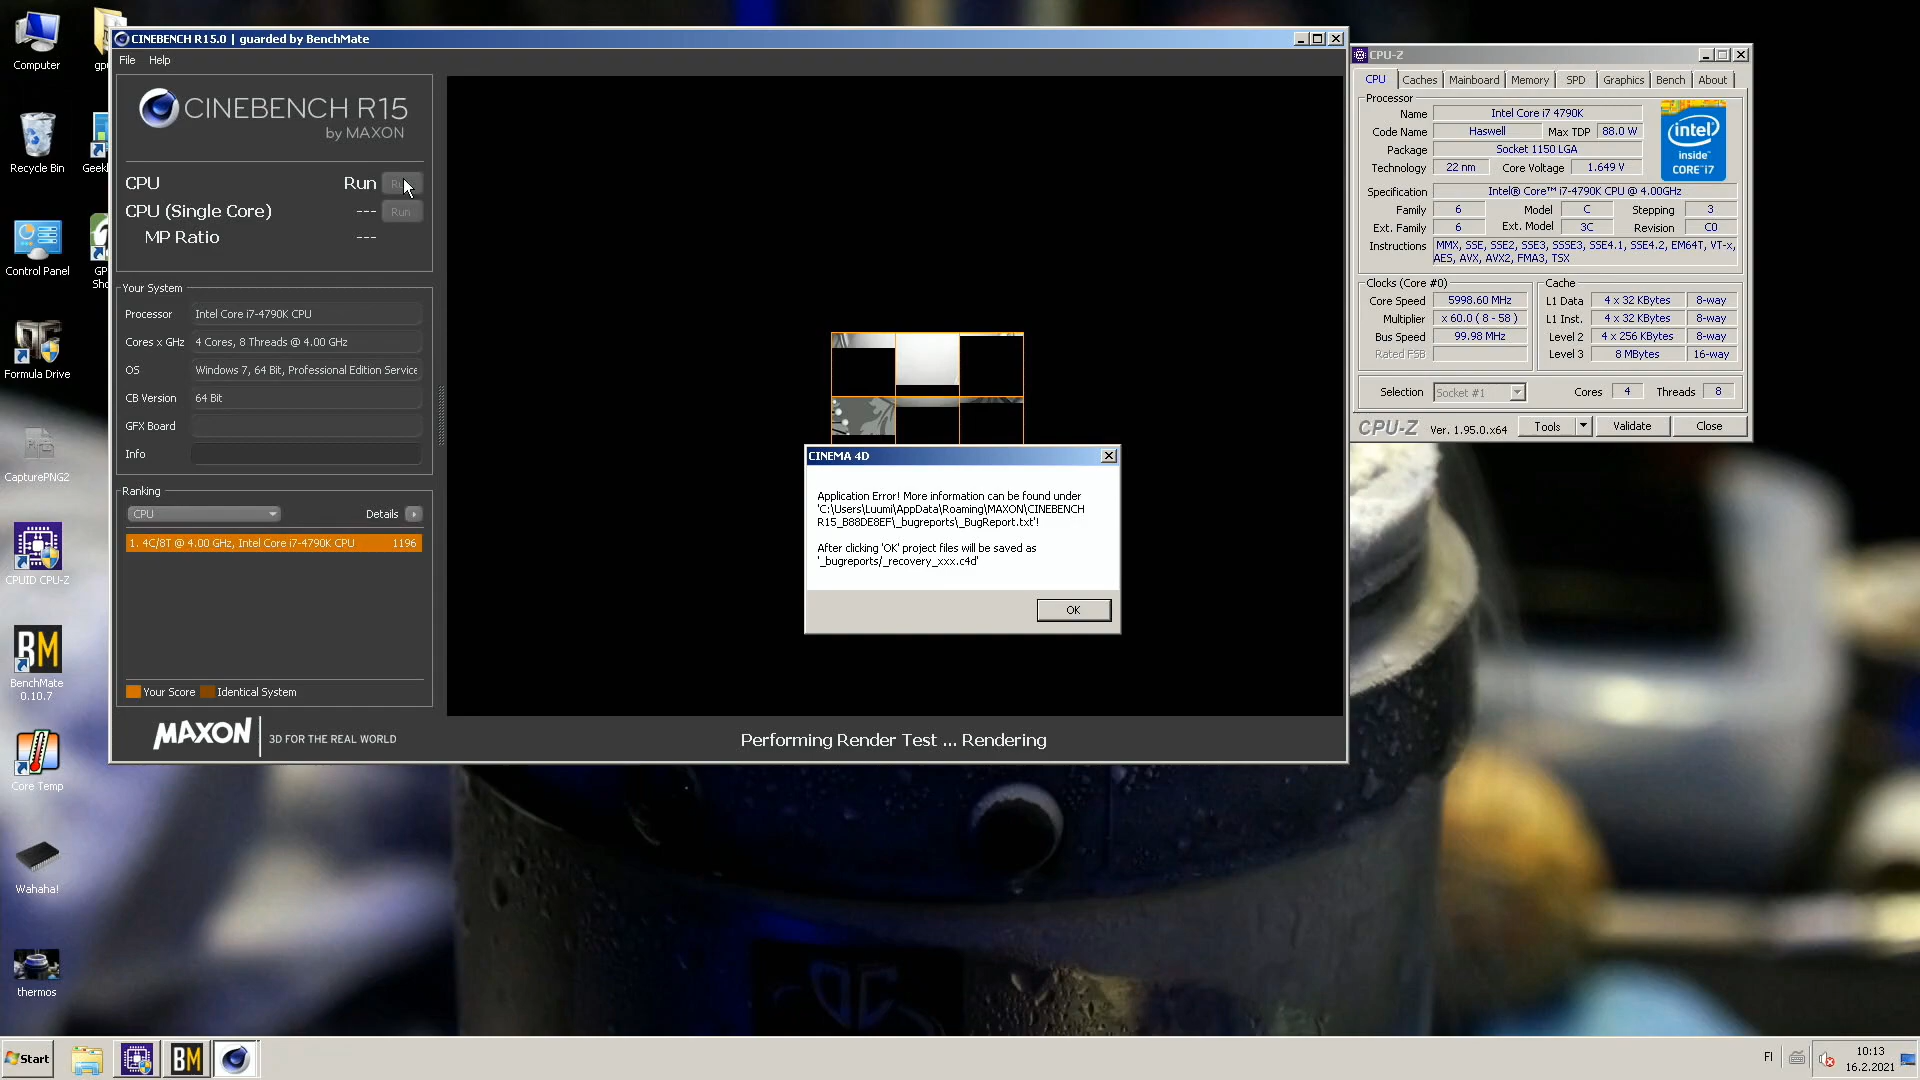 Computer
gp
Recycle Bin
Geek
Control Panel
GP
Sho
Formula Drive
CapturePNG2
CPUID CPU-Z
BM
BenchMate
0.10.7
Core Temp
Wahaha!
thermos
CINEBENCH R15.0 | guarded by BenchMate
File Help
CINEBENCH R15
by MAXON
CPU Run Run
CPU (Single Core) --- Run
MP Ratio ---
Your System
Processor Intel Core i7-4790K CPU
Cores x GHz 4 Cores, 8 Threads @ 4.00 GHz
OS Windows 7, 64 Bit, Professional Edition Service
CB Version 64 Bit
GFX Board
Info
Ranking
CPU Details
1. 4C/8T @ 4.00 GHz, Intel Core i7-4790K CPU 1196
Your Score Identical System
MAXON 3D FOR THE REAL WORLD
Performing Render Test ... Rendering
CINEMA 4D
Application Error! More information can be found under
'C:\Users\Luumi\AppData\Roaming\MAXON\CINEBENCH
R15_B88DE8EF\_bugreports\_BugReport.txt'!
After clicking 'OK' project files will be saved as
'_bugreports/_recovery_xxx.c4d'
OK
CPU-Z
CPU Caches Mainboard Memory SPD Graphics Bench About
Processor
Name Intel Core i7 4790K
Code Name Haswell Max TDP 88.0 W
Package Socket 1150 LGA
Technology 22 nm Core Voltage 1.649 V
intel
inside™
CORE™i7
Specification Intel® Core™ i7-4790K CPU @ 4.00GHz
Family 6 Model C Stepping 3
Ext. Family 6 Ext. Model 3C Revision C0
Instructions MMX, SSE, SSE2, SSE3, SSSE3, SSE4.1, SSE4.2, EM64T, VT-x,
AES, AVX, AVX2, FMA3, TSX
Clocks (Core #0) Cache
Core Speed 5998.60 MHz L1 Data 4 x 32 KBytes 8-way
Multiplier x 60.0 ( 8 - 58 ) L1 Inst. 4 x 32 KBytes 8-way
Bus Speed 99.98 MHz Level 2 4 x 256 KBytes 8-way
Rated FSB Level 3 8 MBytes 16-way
Selection Socket #1 Cores 4 Threads 8
CPU-Z Ver. 1.95.0.x64 Tools Validate Close
Start BM FI 10:13
16.2.2021